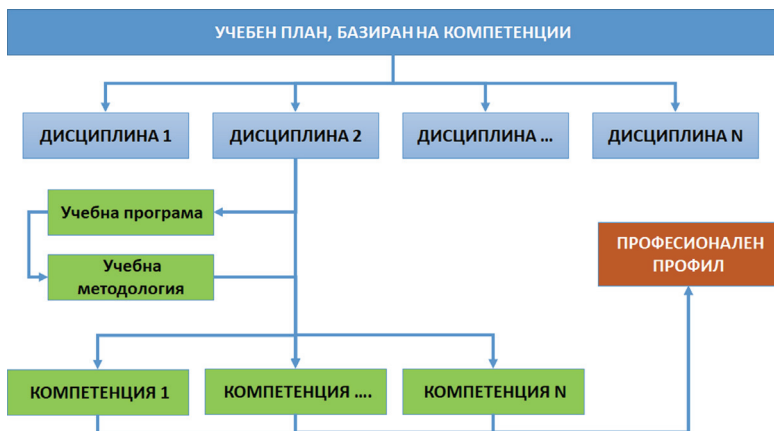 УЧЕБЕН ПЛАН, БАЗИРАН НА КОМПЕТЕНЦИИ
ДИСЦИПЛИНА 1
ДИСЦИПЛИНА 2
ДИСЦИПЛИНА ...
ДИСЦИПЛИНА N
Учебна програма
Учебна
методология
ПРОФЕСИОНАЛЕН
ПРОФИЛ
КОМПЕТЕНЦИЯ 1
КОМПЕТЕНЦИЯ ....
КОМПЕТЕНЦИЯ N